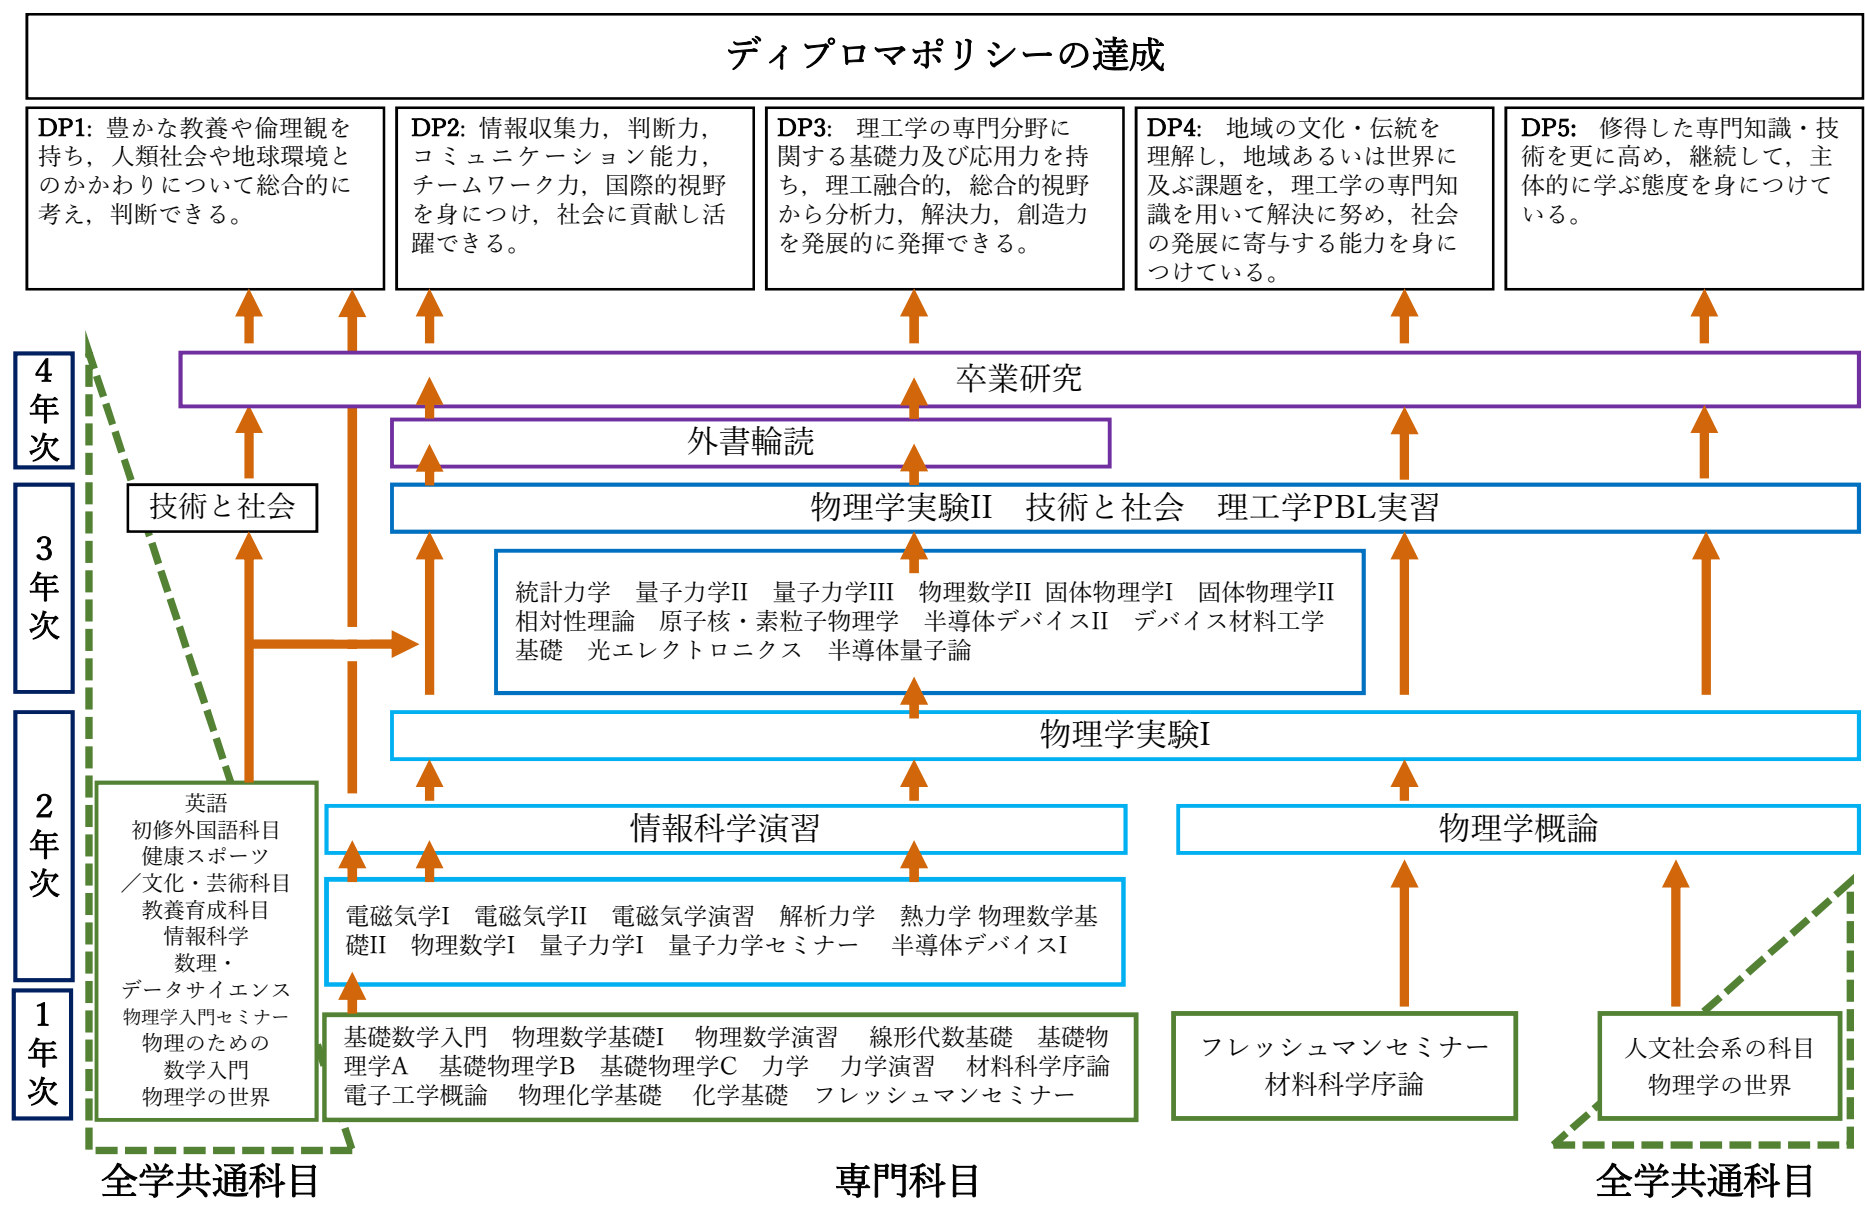 ディプロマポリシーの達成
DP1: 豊かな教養や倫理観を
持ち，人類社会や地球環境と
のかかわりについて総合的に
考え，判断できる。
DP2: 情報収集力，判断力，
コミュニケーション能力，
チームワーク力，国際的視野
を身につけ，社会に貢献し活
躍できる。
DP3:　理工学の専門分野に
関する基礎力及び応用力を持
ち，理工融合的，総合的視野
から分析力，解決力，創造力
を発展的に発揮できる。
DP4:　地域の文化・伝統を
理解し，地域あるいは世界に
及ぶ課題を，理工学の専門知
識を用いて解決に努め，社会
の発展に寄与する能力を身に
つけている。
DP5:　修得した専門知識・技
術を更に高め，継続して，主
体的に学ぶ態度を身につけて
いる。
4
年
次
卒業研究
外書輪読
3
年
次
技術と社会
物理学実験II　技術と社会　理工学PBL実習
統計力学　量子力学II　量子力学III　物理数学II 固体物理学I　固体物理学II
相対性理論　原子核・素粒子物理学　半導体デバイスII　デバイス材料工学
基礎　光エレクトロニクス　半導体量子論
2
年
次
物理学実験I
情報科学演習
物理学概論
電磁気学I　電磁気学II　電磁気学演習　解析力学　熱力学 物理数学基
礎II　物理数学I　量子力学I　量子力学セミナー　半導体デバイスI
1
年
次
英語
初修外国語科目
健康スポーツ
／文化・芸術科目
教養育成科目
情報科学
数理・
データサイエンス
物理学入門セミナー
物理のための
数学入門
物理学の世界
基礎数学入門　物理数学基礎I　物理数学演習　線形代数基礎　基礎物
理学A　基礎物理学B　基礎物理学C　力学　力学演習　材料科学序論
電子工学概論　物理化学基礎　化学基礎　フレッシュマンセミナー
フレッシュマンセミナー
材料科学序論
人文社会系の科目
物理学の世界
全学共通科目
専門科目
全学共通科目